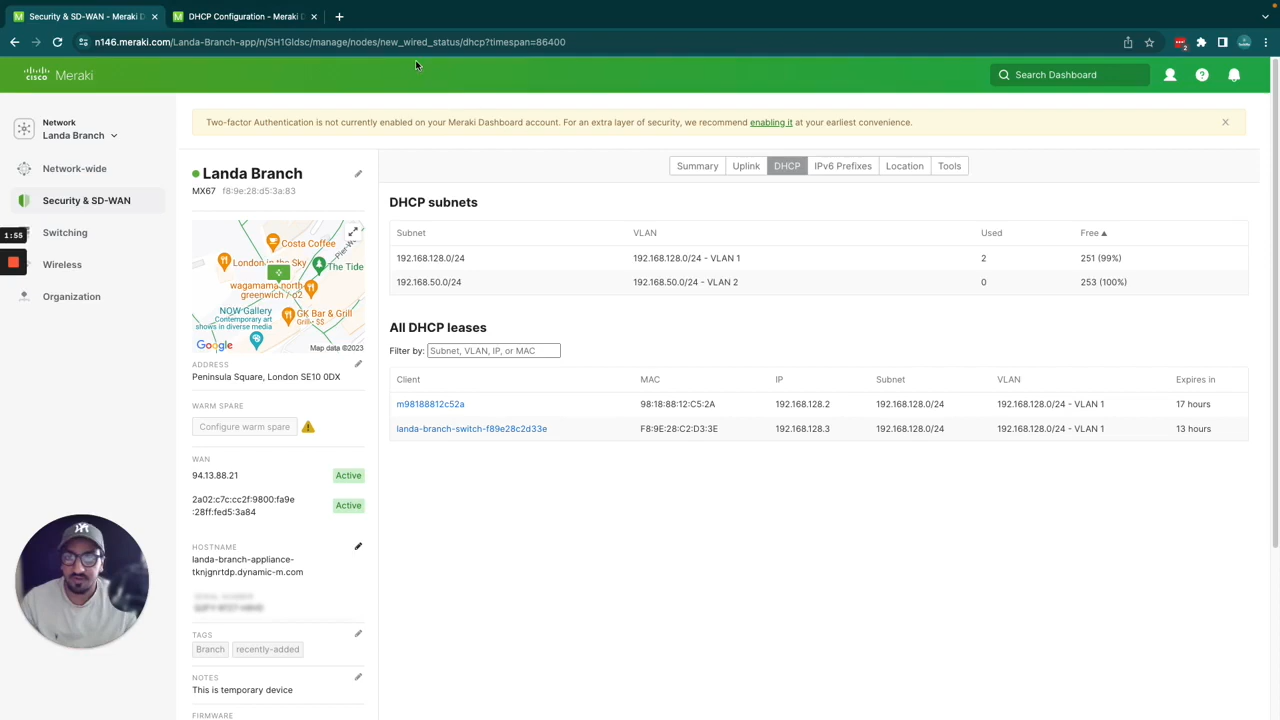 Security & SD-WAN - Meraki D
DHCP Configuration - Meraki D
n146.meraki.com/Landa-Branch-app/n/SH1GIdsc/manage/nodes/new_wired_status/dhcp?timespan=86400
2
CISCO Meraki
Search Dashboard
Two-factor Authentication is not currently enabled on your Meraki Dashboard account. For an extra layer of security, we recommend enabling it at your earliest convenience.
Network
Landa Branch
Network-wide
Security & SD-WAN
1:55
Switching
Wireless
Organization
Landa Branch
MX67 f8:9e:28:d5:3a:83
Costa Coffee
London in the Sky
The Tide
wagamama north
greenwich / o2
NOW Gallery
Contemporary art
shows in diverse media
GK Bar & Grill
Grill · $$
Google
Map data ©2023
ADDRESS
Peninsula Square, London SE10 0DX
WARM SPARE
Configure warm spare
WAN
94.13.88.21
Active
2a02:c7c:cc2f:9800:fa9e
:28ff:fed5:3a84
Active
HOSTNAME
landa-branch-appliance-
tknjgnrtdp.dynamic-m.com
TAGS
Branch
recently-added
NOTES
This is temporary device
FIRMWARE
Summary
Uplink
DHCP
IPv6 Prefixes
Location
Tools
DHCP subnets
Subnet VLAN Used Free
192.168.128.0/24 192.168.128.0/24 - VLAN 1 2 251 (99%)
192.168.50.0/24 192.168.50.0/24 - VLAN 2 0 253 (100%)
All DHCP leases
Filter by: Subnet, VLAN, IP, or MAC
Client MAC IP Subnet VLAN Expires in
m98188812c52a 98:18:88:12:C5:2A 192.168.128.2 192.168.128.0/24 192.168.128.0/24 - VLAN 1 17 hours
landa-branch-switch-f89e28c2d33e F8:9E:28:C2:D3:3E 192.168.128.3 192.168.128.0/24 192.168.128.0/24 - VLAN 1 13 hours